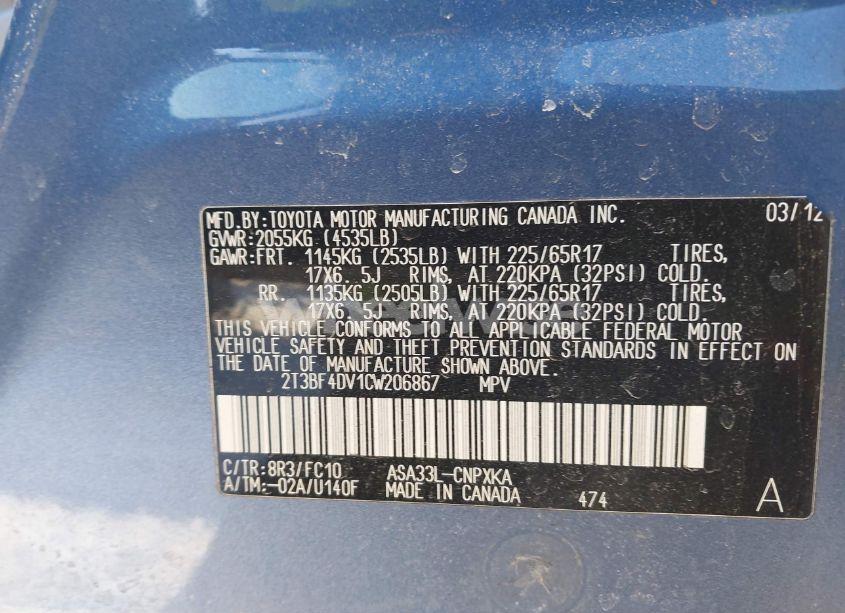 MFD.BY:TOYOTA MOTOR MANUFACTURING CANADA INC. 03/12
GVWR:2055KG (4535LB)
GAWR:FRT. 1145KG (2535LB) WITH 225/65R17 TIRES,
17X6.5J RIMS, AT 220KPA (32PSI) COLD.
RR. 1135KG (2505LB) WITH 225/65R17 TIRES,
17X6.5J RIMS, AT 220KPA (32PSI) COLD.
THIS VEHICLE CONFORMS TO ALL APPLICABLE FEDERAL MOTOR
VEHICLE SAFETY AND THEFT PREVENTION STANDARDS IN EFFECT ON
THE DATE OF MANUFACTURE SHOWN ABOVE.
2T3BF4DV1CW206867 MPV
C/TR:8R3/FC10 ASA33L-CNPXKA
A/TM:-02A/U140F MADE IN CANADA 474 A